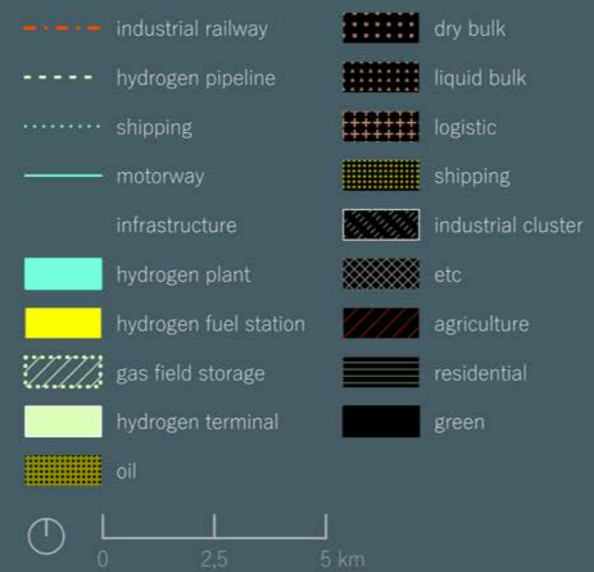 industrial railway
hydrogen pipeline
shipping
motorway
infrastructure
hydrogen plant
hydrogen fuel station
gas field storage
hydrogen terminal
oil
dry bulk
liquid bulk
logistic
shipping
industrial cluster
etc
agriculture
residential
green
0 2,5 5 km